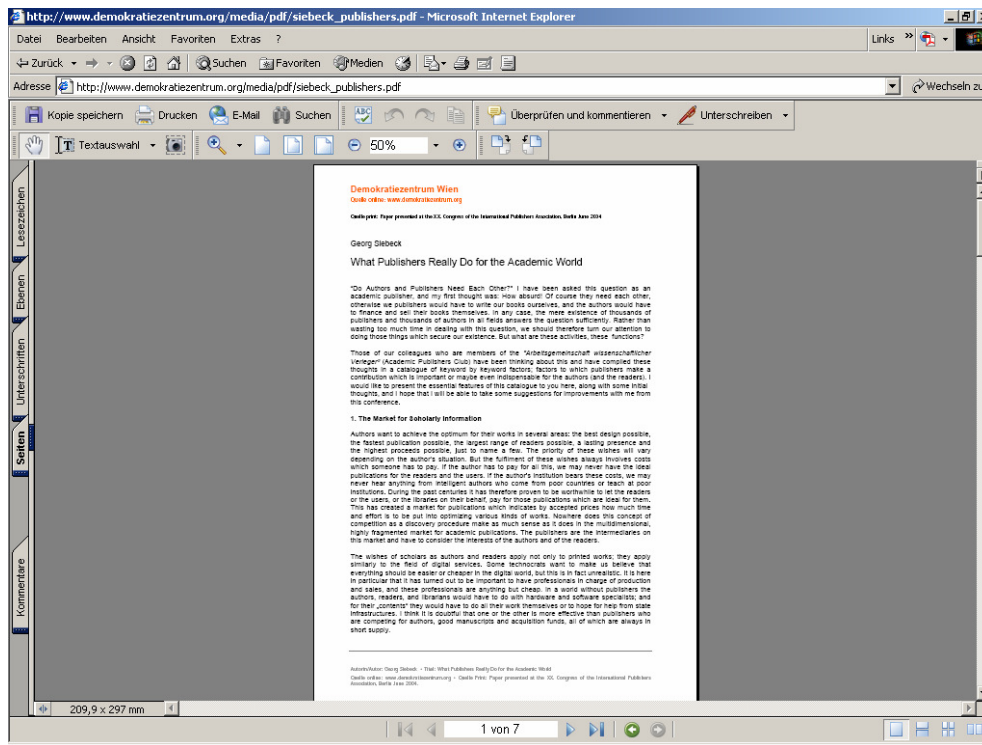 http://www.demokratiezentrum.org/media/pdf/siebeck_publishers.pdf - Microsoft Internet Explorer
Datei Bearbeiten Ansicht Favoriten Extras ? Links »
Zurück Suchen Favoriten Medien
Adresse http://www.demokratiezentrum.org/media/pdf/siebeck_publishers.pdf Wechseln zu
Kopie speichern Drucken E-Mail Suchen Überprüfen und kommentieren Unterschreiben
Textauswahl 50%
Lesezeichen
Ebenen
Unterschriften
Seiten
Kommentare
Demokratiezentrum Wien
Quelle online: www.demokratiezentrum.org
Quelle print: Paper presented at the XX. Congress of the International Publishers Association, Berlin June 2004
Georg Siebeck
What Publishers Really Do for the Academic World
"Do Authors and Publishers Need Each Other?" I have been asked this question as an
academic publisher, and my first thought was: How absurd! Of course they need each other,
otherwise we publishers would have to write our books ourselves, and the authors would have
to finance and sell their books themselves. In any case, the mere existence of thousands of
publishers and thousands of authors in all fields answers the question sufficiently. Rather than
wasting too much time in dealing with this question, we should therefore turn our attention to
doing those things which secure our existence. But what are these activities, these functions?
Those of our colleagues who are members of the "Arbeitsgemeinschaft wissenschaftlicher
Verleger" (Academic Publishers Club) have been thinking about this and have compiled these
thoughts in a catalogue of keyword by keyword factors; factors to which publishers make a
contribution which is important or maybe even indispensable for the authors (and the readers). I
would like to present the essential features of this catalogue to you here, along with some initial
thoughts, and I hope that I will be able to take some suggestions for improvements with me from
this conference.
1. The Market for Scholarly Information
Authors want to achieve the optimum for their works in several areas: the best design possible,
the fastest publication possible, the largest range of readers possible, a lasting presence and
the highest proceeds possible, just to name a few. The priority of these wishes will vary
depending on the author's situation. But the fulfilment of these wishes always involves costs
which someone has to pay. If the author has to pay for all this, we may never have the ideal
publications for the readers and the users. If the author's institution bears these costs, we may
never hear anything from intelligent authors who come from poor countries or teach at poor
institutions. During the past centuries it has therefore proven to be worthwhile to let the readers
or the users, or the libraries on their behalf, pay for those publications which are ideal for them.
This has created a market for publications which indicates by accepted prices how much time
and effort is to be put into optimizing various kinds of works. Nowhere does this concept of
competition as a discovery procedure make as much sense as it does in the multidimensional,
highly fragmented market for academic publications. The publishers are the intermediaries on
this market and have to consider the interests of the authors and of the readers.
The wishes of scholars as authors and readers apply not only to printed works; they apply
similarly to the field of digital services. Some technocrats want to make us believe that
everything should be easier or cheaper in the digital world, but this is in fact unrealistic. It is here
in particular that it has turned out to be important to have professionals in charge of production
and sales, and these professionals are anything but cheap. In a world without publishers the
authors, readers, and librarians would have to do with hardware and software specialists; and
for their „contents" they would have to do all their work themselves or to hope for help from state
infrastructures. I think it is doubtful that one or the other is more effective than publishers who
are competing for authors, good manuscripts and acquisition funds, all of which are always in
short supply.
AutorIn/Autor: Georg Siebeck • Titel: What Publishers Really Do for the Academic World
Quelle online: www.demokratiezentrum.org • Quelle Print: Paper presented at the XX. Congress of the International Publishers
Association, Berlin June 2004.
209,9 x 297 mm
1 von 7